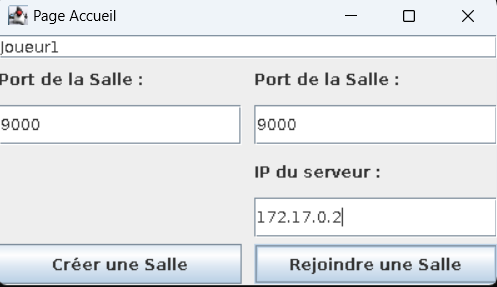 Page Accueil
Joueur1
Port de la Salle :
Port de la Salle :
9000
9000
IP du serveur :
172.17.0.2
Créer une Salle
Rejoindre une Salle